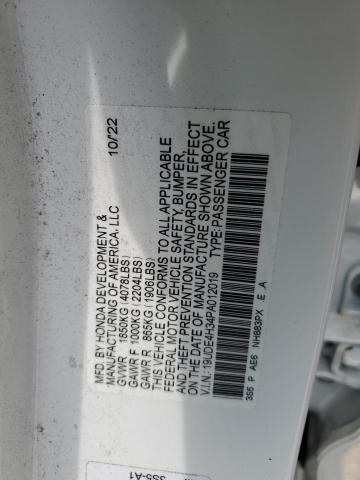 MFD. BY HONDA DEVELOPMENT &
MANUFACTURING OF AMERICA, LLC 10/22
GVWR 1850KG (4078LBS)
GAWR F 1000KG (2204LBS)
GAWR R 865KG (1906LBS)
THIS VEHICLE CONFORMS TO ALL APPLICABLE
FEDERAL MOTOR VEHICLE SAFETY, BUMPER,
AND THEFT PREVENTION STANDARDS IN EFFECT
ON THE DATE OF MANUFACTURE SHOWN ABOVE.
V.I.N: 19UDE4H34PA012019 TYPE: PASSENGER CAR
3S5 P AE6 NH883PX E A
3S5-A1